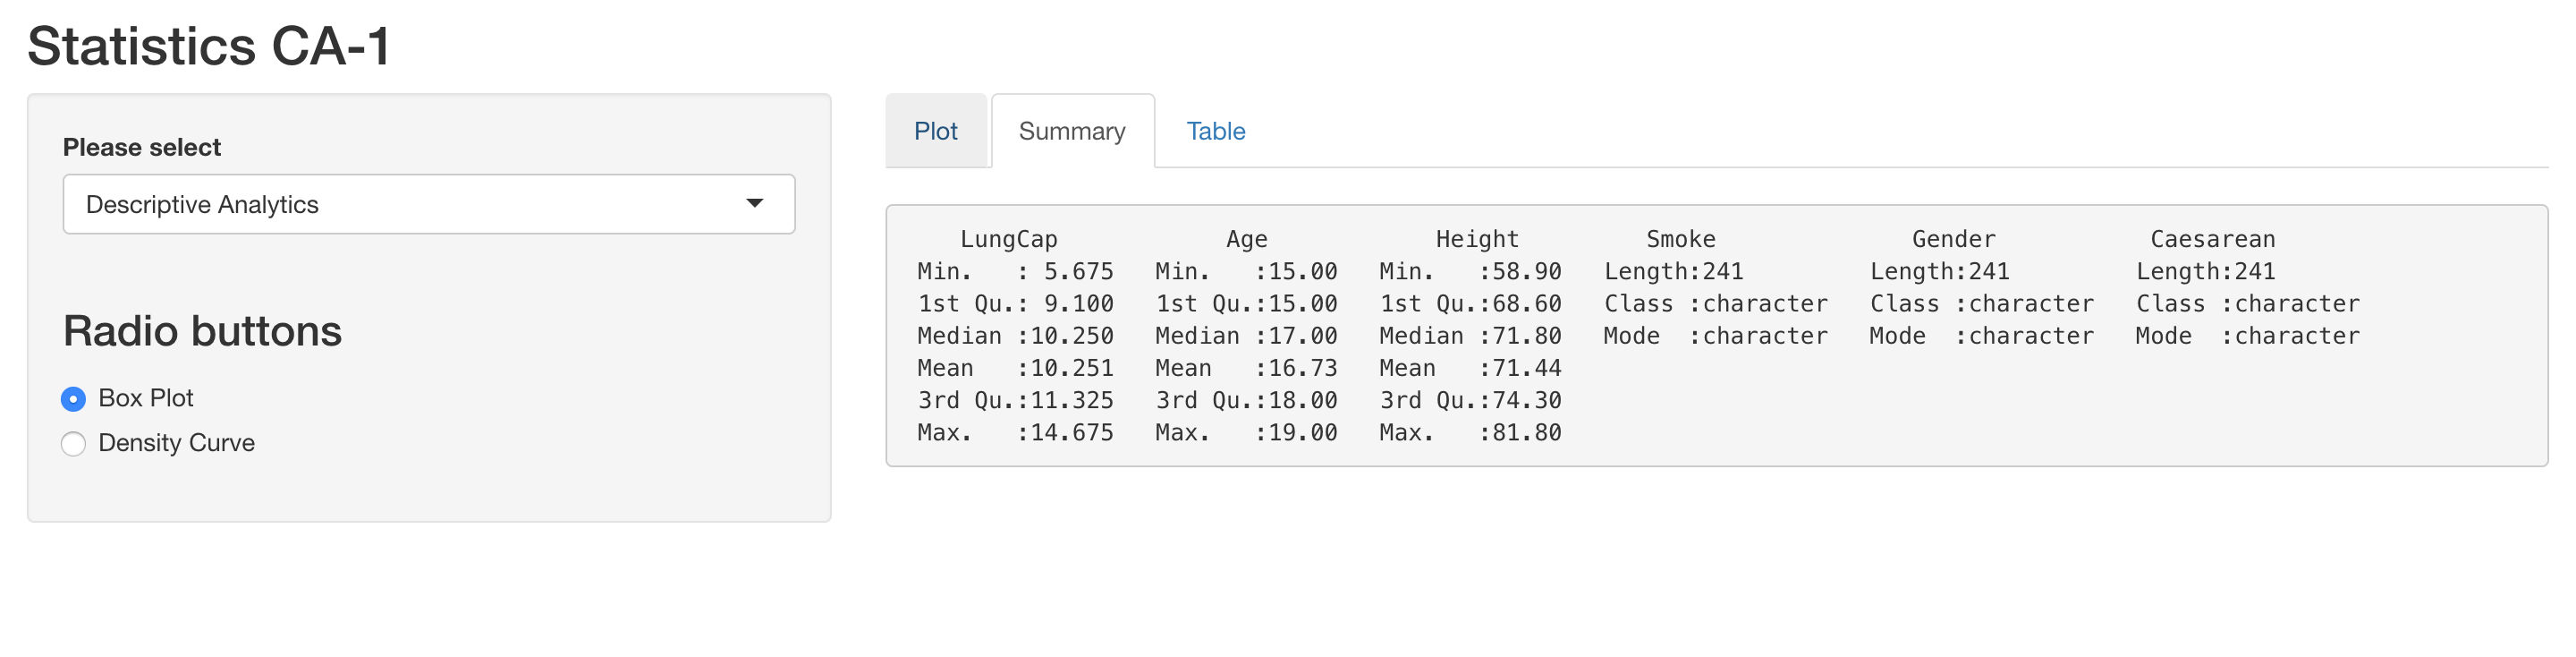 Statistics CA-1
Please select
Descriptive Analytics
Radio buttons
Box Plot
Density Curve
Plot Summary Table
LungCap Age Height Smoke Gender Caesarean
Min.   : 5.675 Min.   :15.00 Min.   :58.90 Length:241 Length:241 Length:241
1st Qu.: 9.100 1st Qu.:15.00 1st Qu.:68.60 Class :character Class :character Class :character
Median :10.250 Median :17.00 Median :71.80 Mode  :character Mode  :character Mode  :character
Mean   :10.251 Mean   :16.73 Mean   :71.44
3rd Qu.:11.325 3rd Qu.:18.00 3rd Qu.:74.30
Max.   :14.675 Max.   :19.00 Max.   :81.80